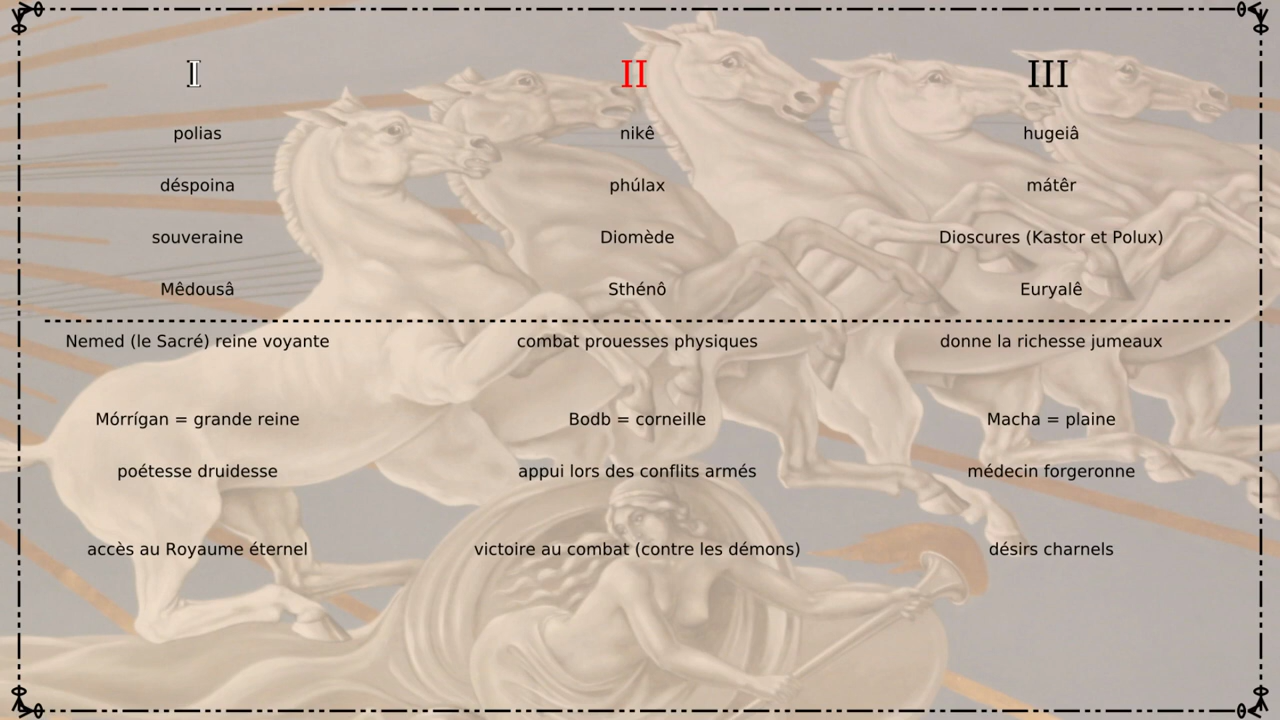 I II III
polias nikê hugeiâ
déspoina phúlax mátêr
souveraine Diomède Dioscures (Kastor et Polux)
Mêdousâ Sthénô Euryalê
Nemed (le Sacré) reine voyante combat prouesses physiques donne la richesse jumeaux
Mórrígan = grande reine Bodb = corneille Macha = plaine
poétesse druidesse appui lors des conflits armés médecin forgeronne
accès au Royaume éternel victoire au combat (contre les démons) désirs charnels